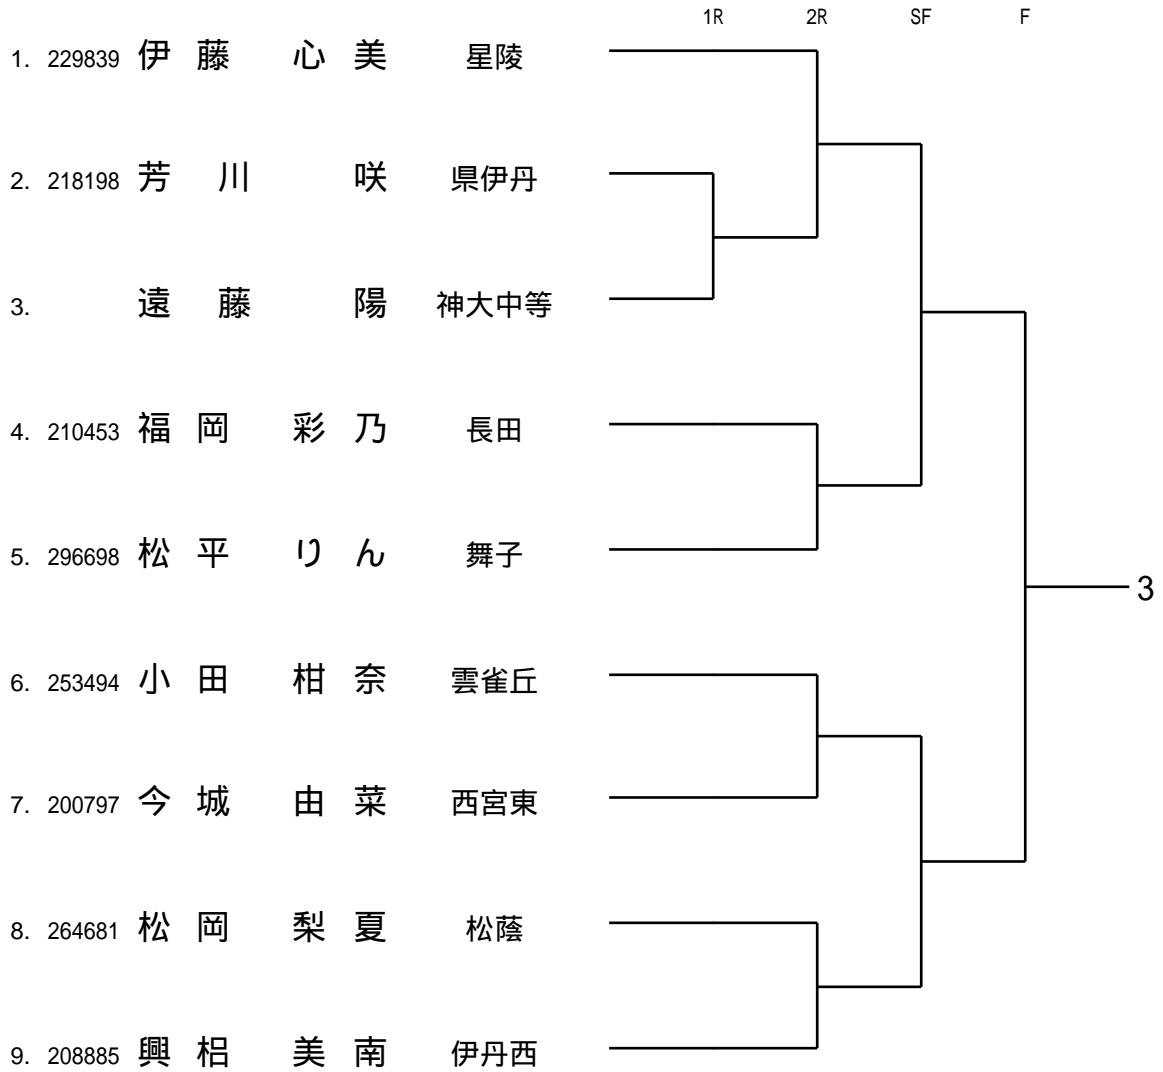 1R 2R SF F
1. 229839 伊藤 心美 星陵
2. 218198 芳川 咲 県伊丹
3. 遠藤 陽 神大中等
4. 210453 福岡 彩乃 長田
5. 296698 松平 りん 舞子
3
6. 253494 小田 柑奈 雲雀丘
7. 200797 今城 由菜 西宮東
8. 264681 松岡 梨夏 松蔭
9. 208885 興梠 美南 伊丹西